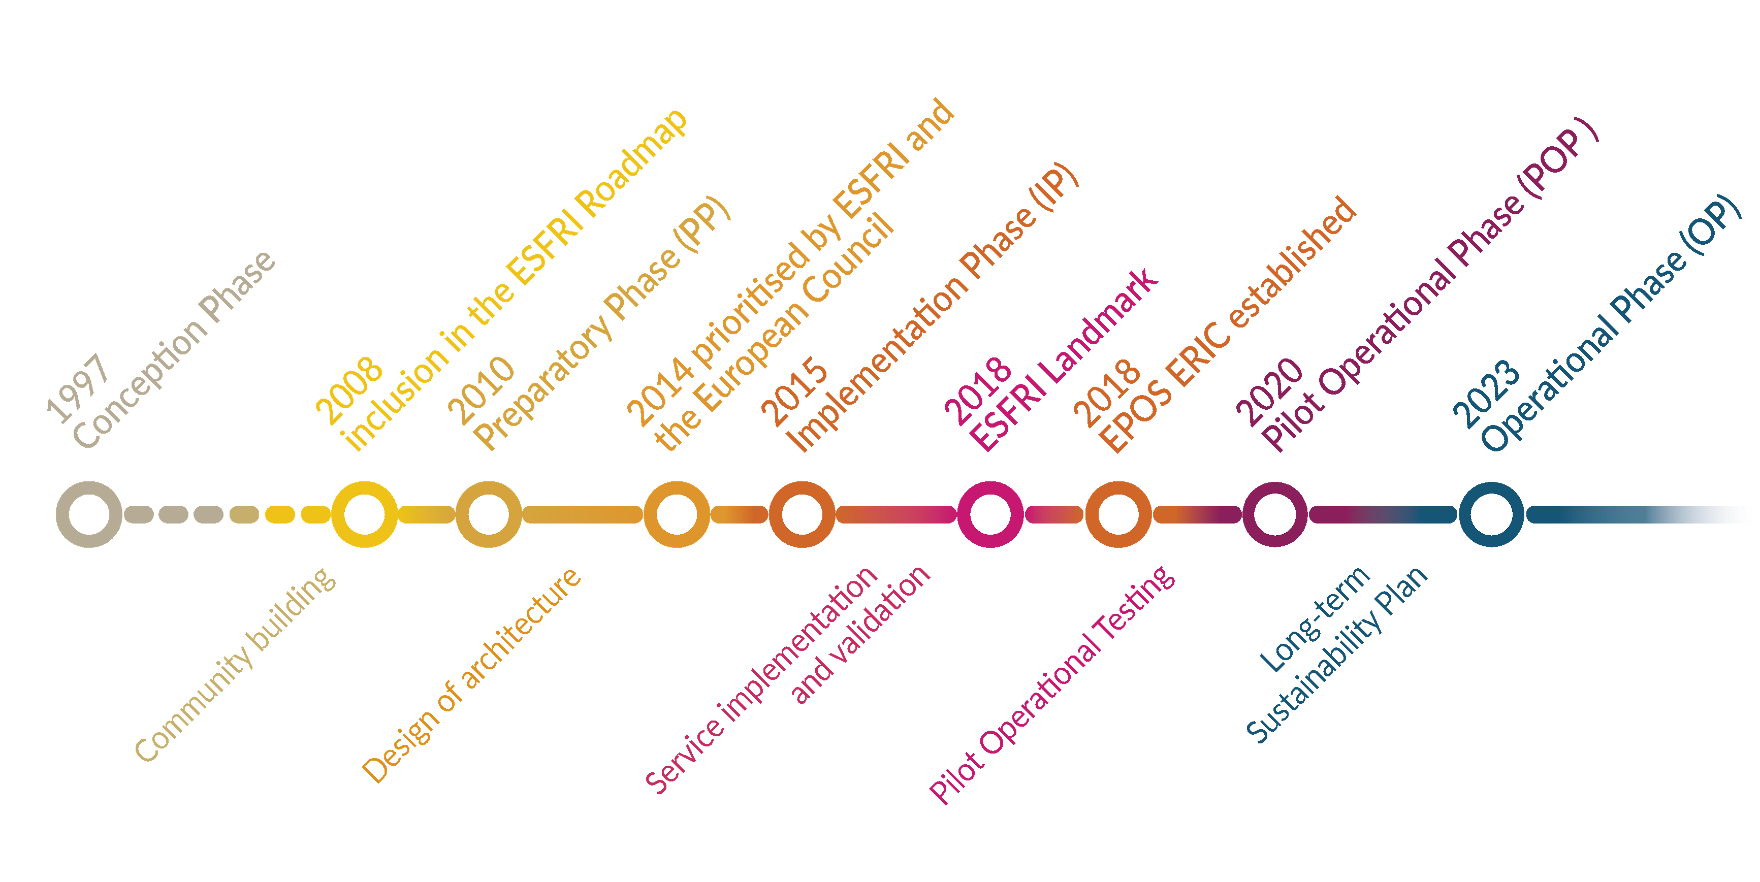 1997
Conception Phase
2008
inclusion in the ESFRI Roadmap
2010
Preparatory Phase (PP)
2014 prioritised by ESFRI and
the European Council
2015
Implementation Phase (IP)
2018
ESFRI Landmark
2018
EPOS ERIC established
2020
Pilot Operational Phase (POP )
2023
Operational Phase (OP)
Community building
Design of architecture
Service implementation
and validation
Pilot Operational Testing
Long-term
Sustainability Plan